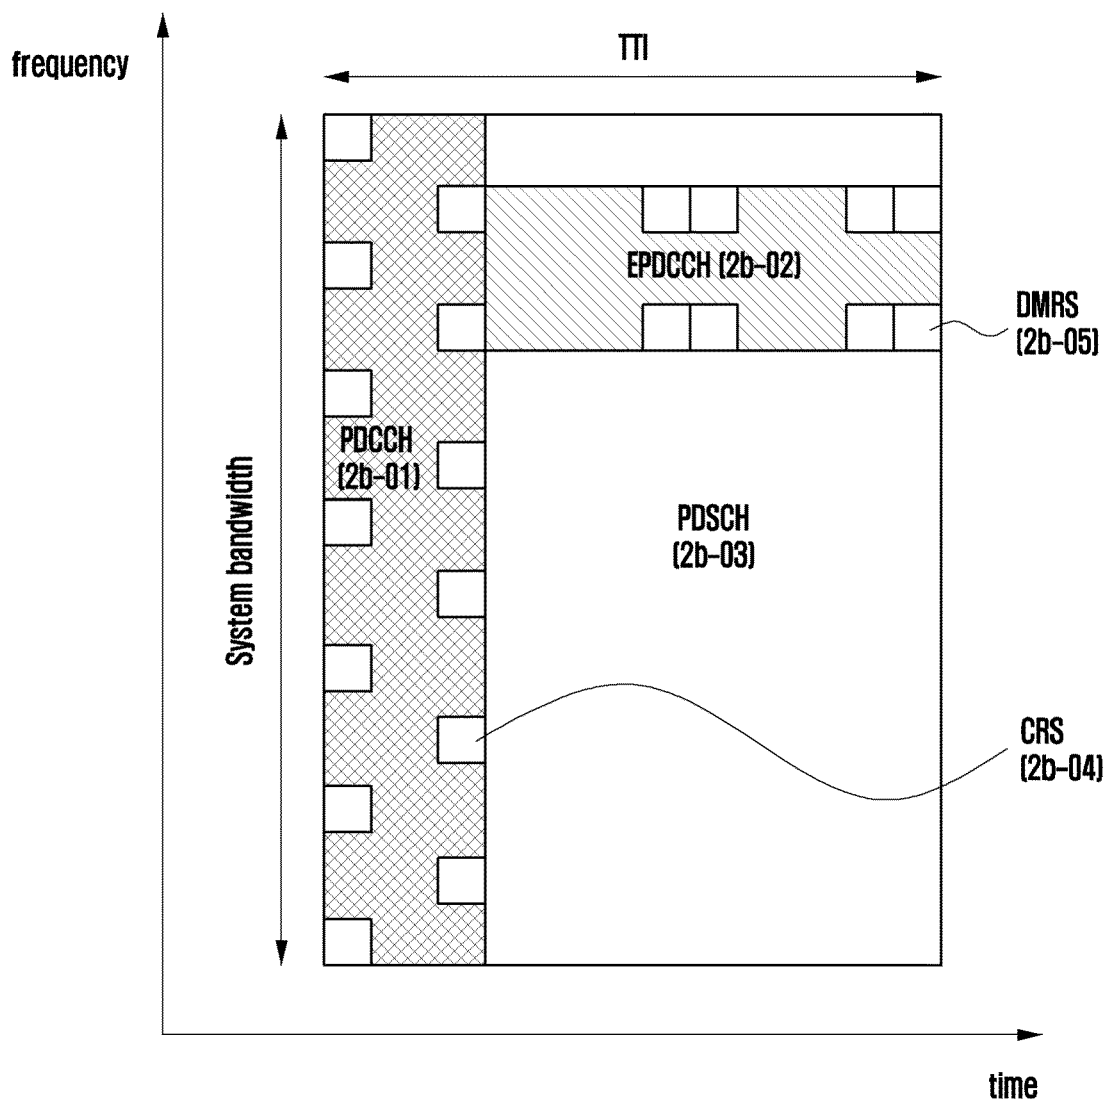 frequency
TTI
EPDCCH (2b-02)
DMRS
(2b-05)
PDCCH
(2b-01)
System bandwidth
PDSCH
(2b-03)
CRS
(2b-04)
time